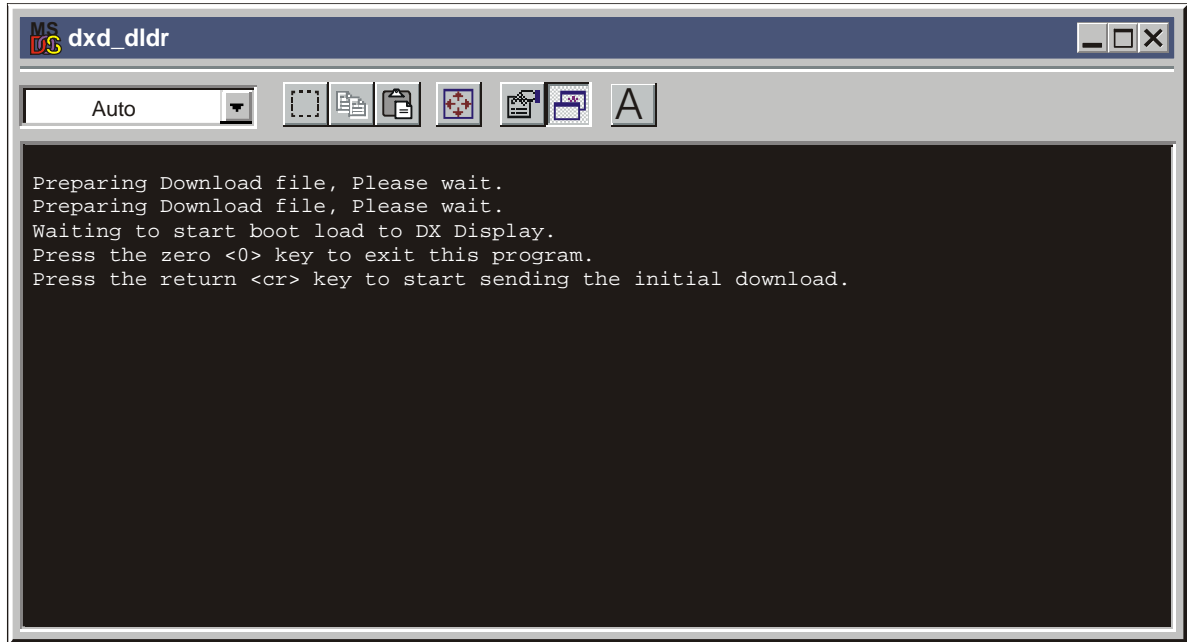 MS DOS dxd_dldr
Auto A
Preparing Download file, Please wait.
Preparing Download file, Please wait.
Waiting to start boot load to DX Display.
Press the zero <0> key to exit this program.
Press the return <cr> key to start sending the initial download.